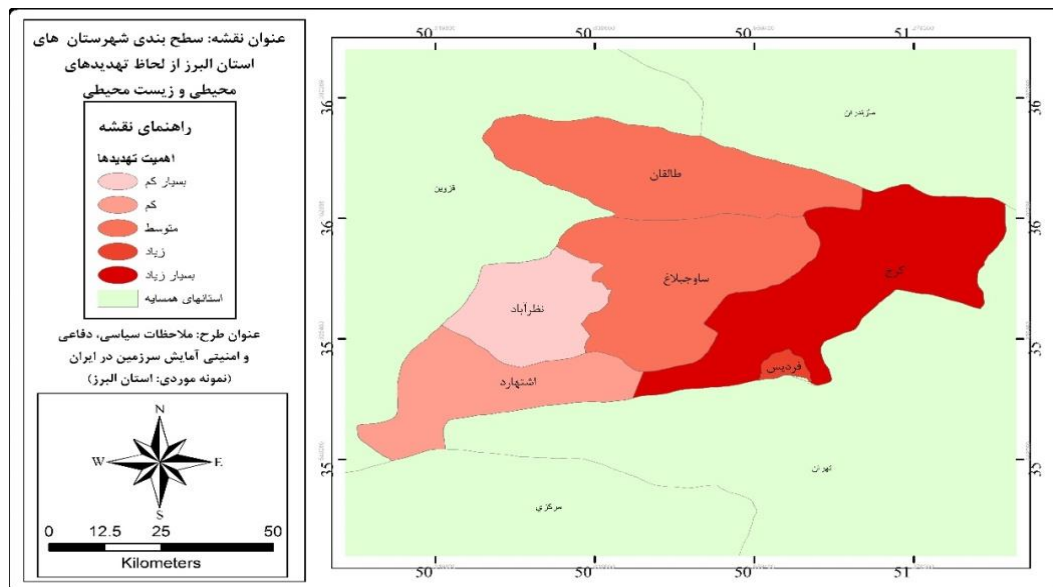 عنوان نقشه: سطح بندی شهرستان های
استان البرز از لحاظ تهدیدهای
محیطی و زیست محیطی
راهنمای نقشه
اهمیت تهدیدها
بسیار کم
کم
متوسط
زیاد
بسیار زیاد
استانهای همسایه
عنوان طرح: ملاحظات سیاسی، دفاعی
و امنیتی آمایش سرزمین در ایران
(نمونه موردی: استان البرز)
N
W E
S
0 12.5 25 50
Kilometers
50 50 50 51
36 36
36 36
35 35
35 35
مازندران
قزوین
طالقان
کرج
ساوجبلاغ
نظرآباد
فردیس
اشتهارد
تهران
مرکزی
50 50 50 51